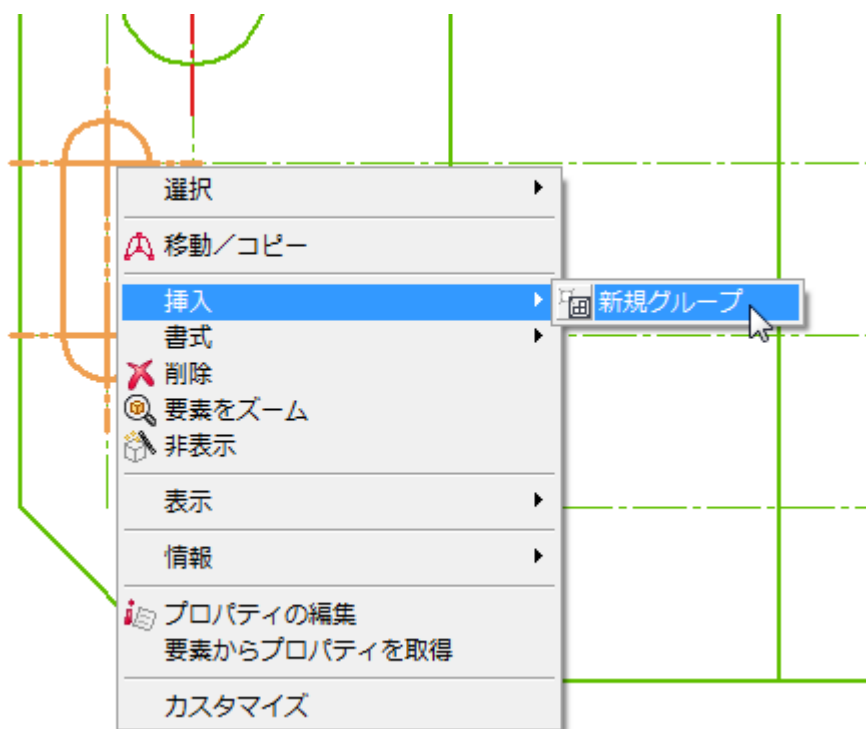 選択
移動／コピー
挿入
新規グループ
書式
削除
要素をズーム
非表示
表示
情報
プロパティの編集
要素からプロパティを取得
カスタマイズ